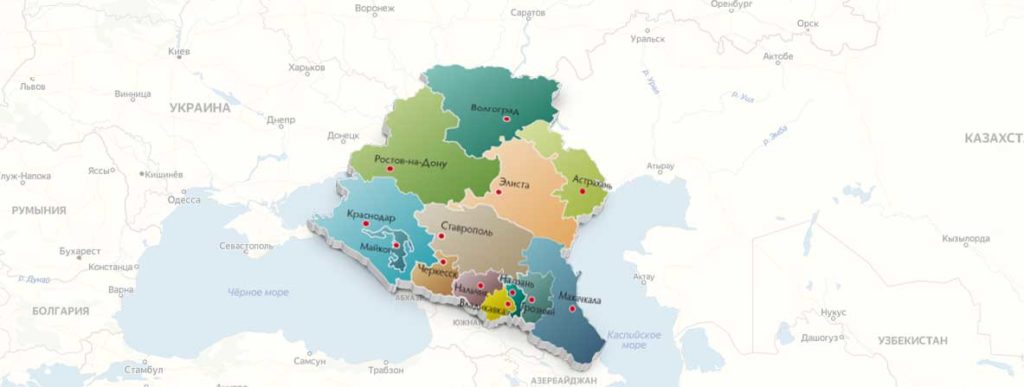 Воронеж
Оренбург
Саратов
Орск
Уральск
Киев
Актобе
Харьков
Львов
р. Урал
Винница
р. Уил
УКРАИНА
Волгоград
Днепр
Донецк
р. Эмба
КАЗАХСТ
Ростов-на-Дону
Атырау
Яссы
Кишинёв
Клуж-Напока
Элиста
Астрахань
Одесса
РУМЫНИЯ
Краснодар
Ставрополь
Кызылорда
Севастополь
Майкоп
Бухарест
Констанца
Черкесск
Актау
р. Дунай
Нальчик
Назрань
Чёрное море
Варна
АБХАЗИ
Махачкала
Владикавказ
Грозный
БОЛГАРИЯ
Нукус
ЮЖНАЯ
Каспийское
море
Дашогуз
УЗБЕКИСТАН
Самсун
Стамбул
Трабзон
АЗЕРБАЙДЖАН